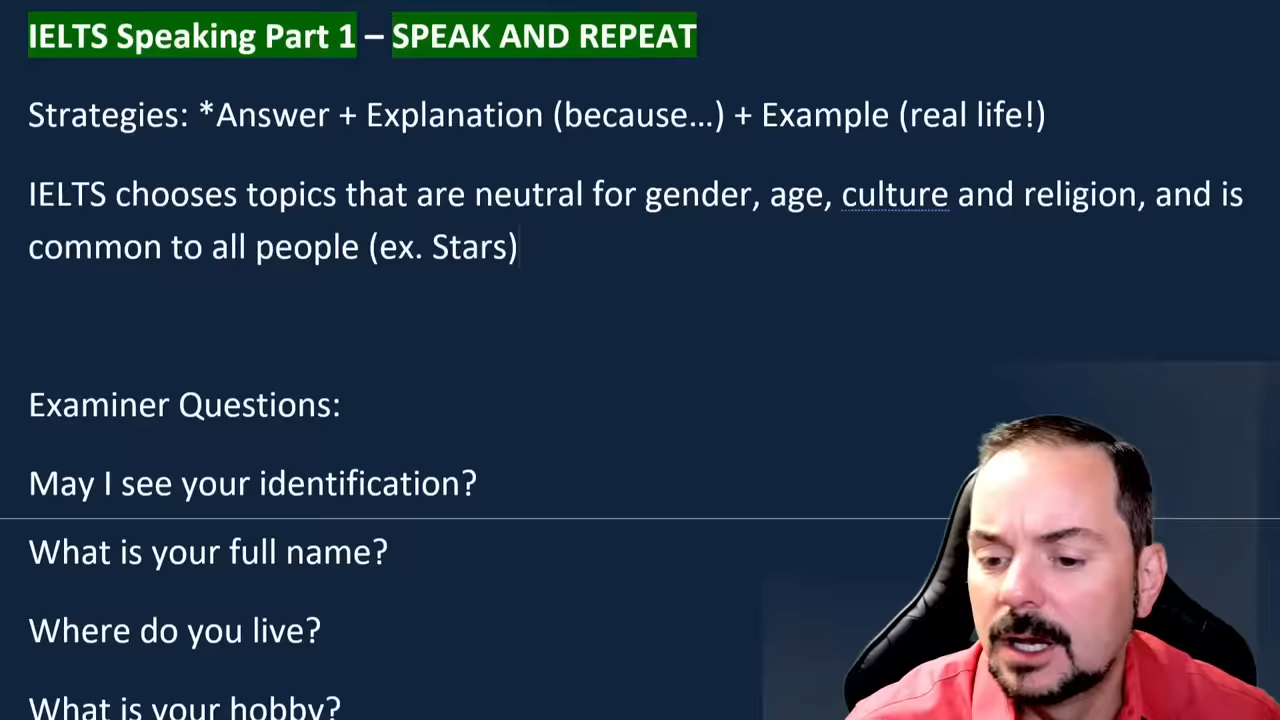 IELTS Speaking Part 1 – SPEAK AND REPEAT
Strategies: *Answer + Explanation (because…) + Example (real life!)
IELTS chooses topics that are neutral for gender, age, culture and religion, and is
common to all people (ex. Stars)
Examiner Questions:
May I see your identification?
What is your full name?
Where do you live?
What is your hobby?